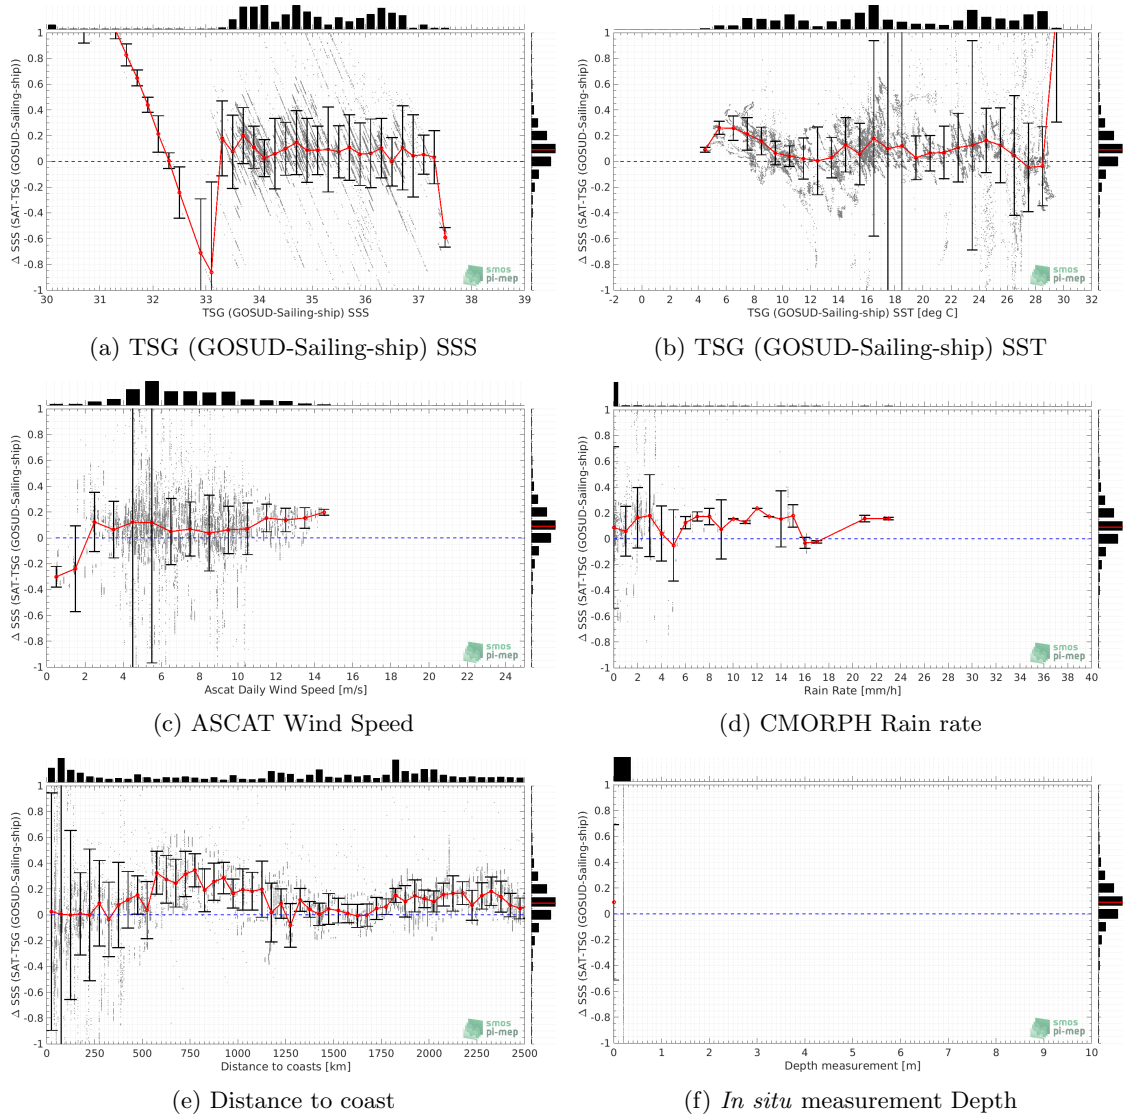 1
0.8
0.6
0.4
0.2
0
-0.2
-0.4
-0.6
-0.8
-1
Δ SSS (SAT-TSG (GOSUD-Sailing-ship))
30 31 32 33 34 35 36 37 38 39
TSG (GOSUD-Sailing-ship) SSS
smos
pi-mep
(a) TSG (GOSUD-Sailing-ship) SSS
1
0.8
0.6
0.4
0.2
0
-0.2
-0.4
-0.6
-0.8
-1
Δ SSS (SAT-TSG (GOSUD-Sailing-ship))
-2 0 2 4 6 8 10 12 14 16 18 20 22 24 26 28 30 32
TSG (GOSUD-Sailing-ship) SST [deg C]
smos
pi-mep
(b) TSG (GOSUD-Sailing-ship) SST
1
0.8
0.6
0.4
0.2
0
-0.2
-0.4
-0.6
-0.8
-1
Δ SSS (SAT-TSG (GOSUD-Sailing-ship))
0 2 4 6 8 10 12 14 16 18 20 22 24
Ascat Daily Wind Speed [m/s]
smos
pi-mep
(c) ASCAT Wind Speed
1
0.8
0.6
0.4
0.2
0
-0.2
-0.4
-0.6
-0.8
-1
Δ SSS (SAT-TSG (GOSUD-Sailing-ship))
0 2 4 6 8 10 12 14 16 18 20 22 24 26 28 30 32 34 36 38 40
Rain Rate [mm/h]
smos
pi-mep
(d) CMORPH Rain rate
1
0.8
0.6
0.4
0.2
0
-0.2
-0.4
-0.6
-0.8
-1
Δ SSS (SAT-TSG (GOSUD-Sailing-ship))
0 250 500 750 1000 1250 1500 1750 2000 2250 2500
Distance to coasts [km]
smos
pi-mep
(e) Distance to coast
1
0.8
0.6
0.4
0.2
0
-0.2
-0.4
-0.6
-0.8
-1
Δ SSS (SAT-TSG (GOSUD-Sailing-ship))
0 1 2 3 4 5 6 7 8 9 10
Depth measurement [m]
smos
pi-mep
(f) In situ measurement Depth